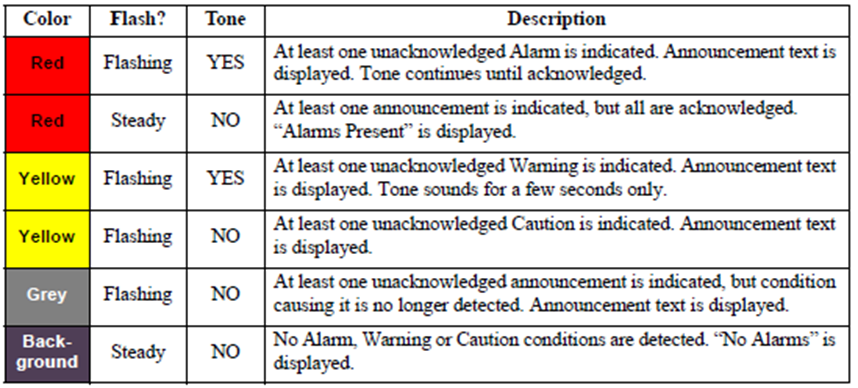 Color Flash? Tone Description
Red Flashing YES At least one unacknowledged Alarm is indicated. Announcement text is
displayed. Tone continues until acknowledged.
Red Steady NO At least one announcement is indicated, but all are acknowledged.
“Alarms Present” is displayed.
Yellow Flashing YES At least one unacknowledged Warning is indicated. Announcement text
is displayed. Tone sounds for a few seconds only.
Yellow Flashing NO At least one unacknowledged Caution is indicated. Announcement text
is displayed.
Grey Flashing NO At least one unacknowledged announcement is indicated, but condition
causing it is no longer detected. Announcement text is displayed.
Back-
ground Steady NO No Alarm, Warning or Caution conditions are detected. “No Alarms” is
displayed.